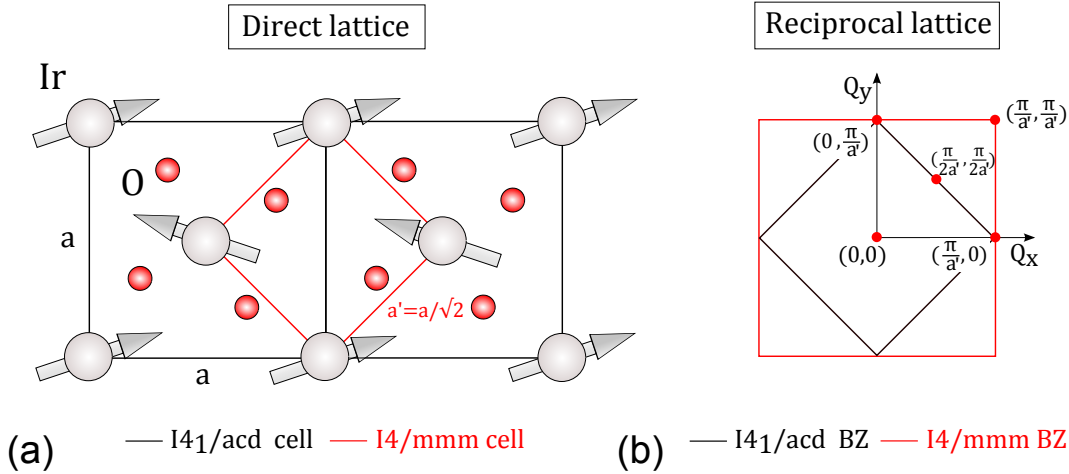 Direct lattice
Ir
O
a
a
a'=a/√2
(a)
I4₁/acd cell
I4/mmm cell
Reciprocal lattice
Qy
(π/a', π/a')
(0, π/a')
(π/2a', π/2a')
(0,0)
(π/a', 0)
Qx
(b)
I4₁/acd BZ
I4/mmm BZ